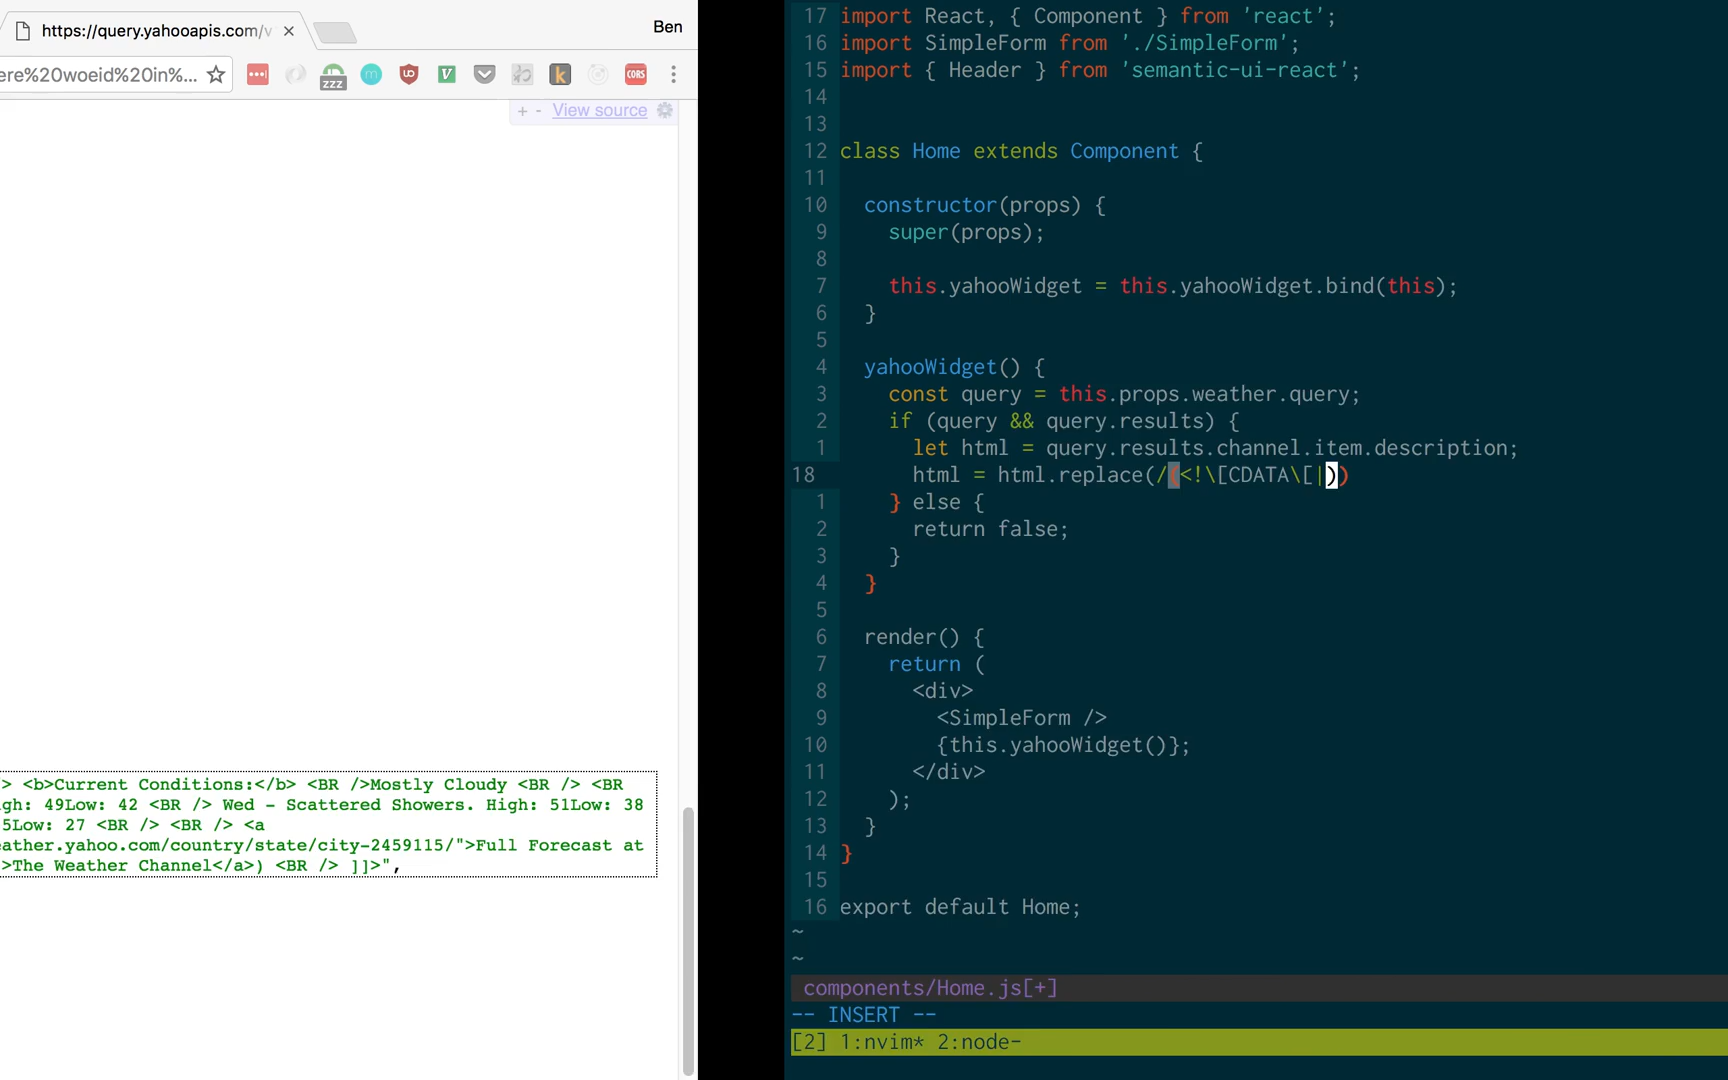 https://query.yahooapis.com/v
Ben
ere%20woeid%20in%...
zzz
m
V
k
CORS
+ - View source
> <b>Current Conditions:</b> <BR />Mostly Cloudy <BR /> <BR
gh: 49Low: 42 <BR /> Wed - Scattered Showers. High: 51Low: 38
5Low: 27 <BR /> <BR /> <a
eather.yahoo.com/country/state/city-2459115/">Full Forecast at
>The Weather Channel</a>) <BR /> ]]>",
17 import React, { Component } from 'react';
16 import SimpleForm from './SimpleForm';
15 import { Header } from 'semantic-ui-react';
14
13
12 class Home extends Component {
11
10 constructor(props) {
9 super(props);
8
7 this.yahooWidget = this.yahooWidget.bind(this);
6 }
5
4 yahooWidget() {
3 const query = this.props.weather.query;
2 if (query && query.results) {
1 let html = query.results.channel.item.description;
18 html = html.replace(/(<!\[CDATA\[|))
1 } else {
2 return false;
3 }
4 }
5
6 render() {
7 return (
8 <div>
9 <SimpleForm />
10 {this.yahooWidget()};
11 </div>
12 );
13 }
14 }
15
16 export default Home;
~
~
components/Home.js[+]
-- INSERT --
[2] 1:nvim* 2:node-